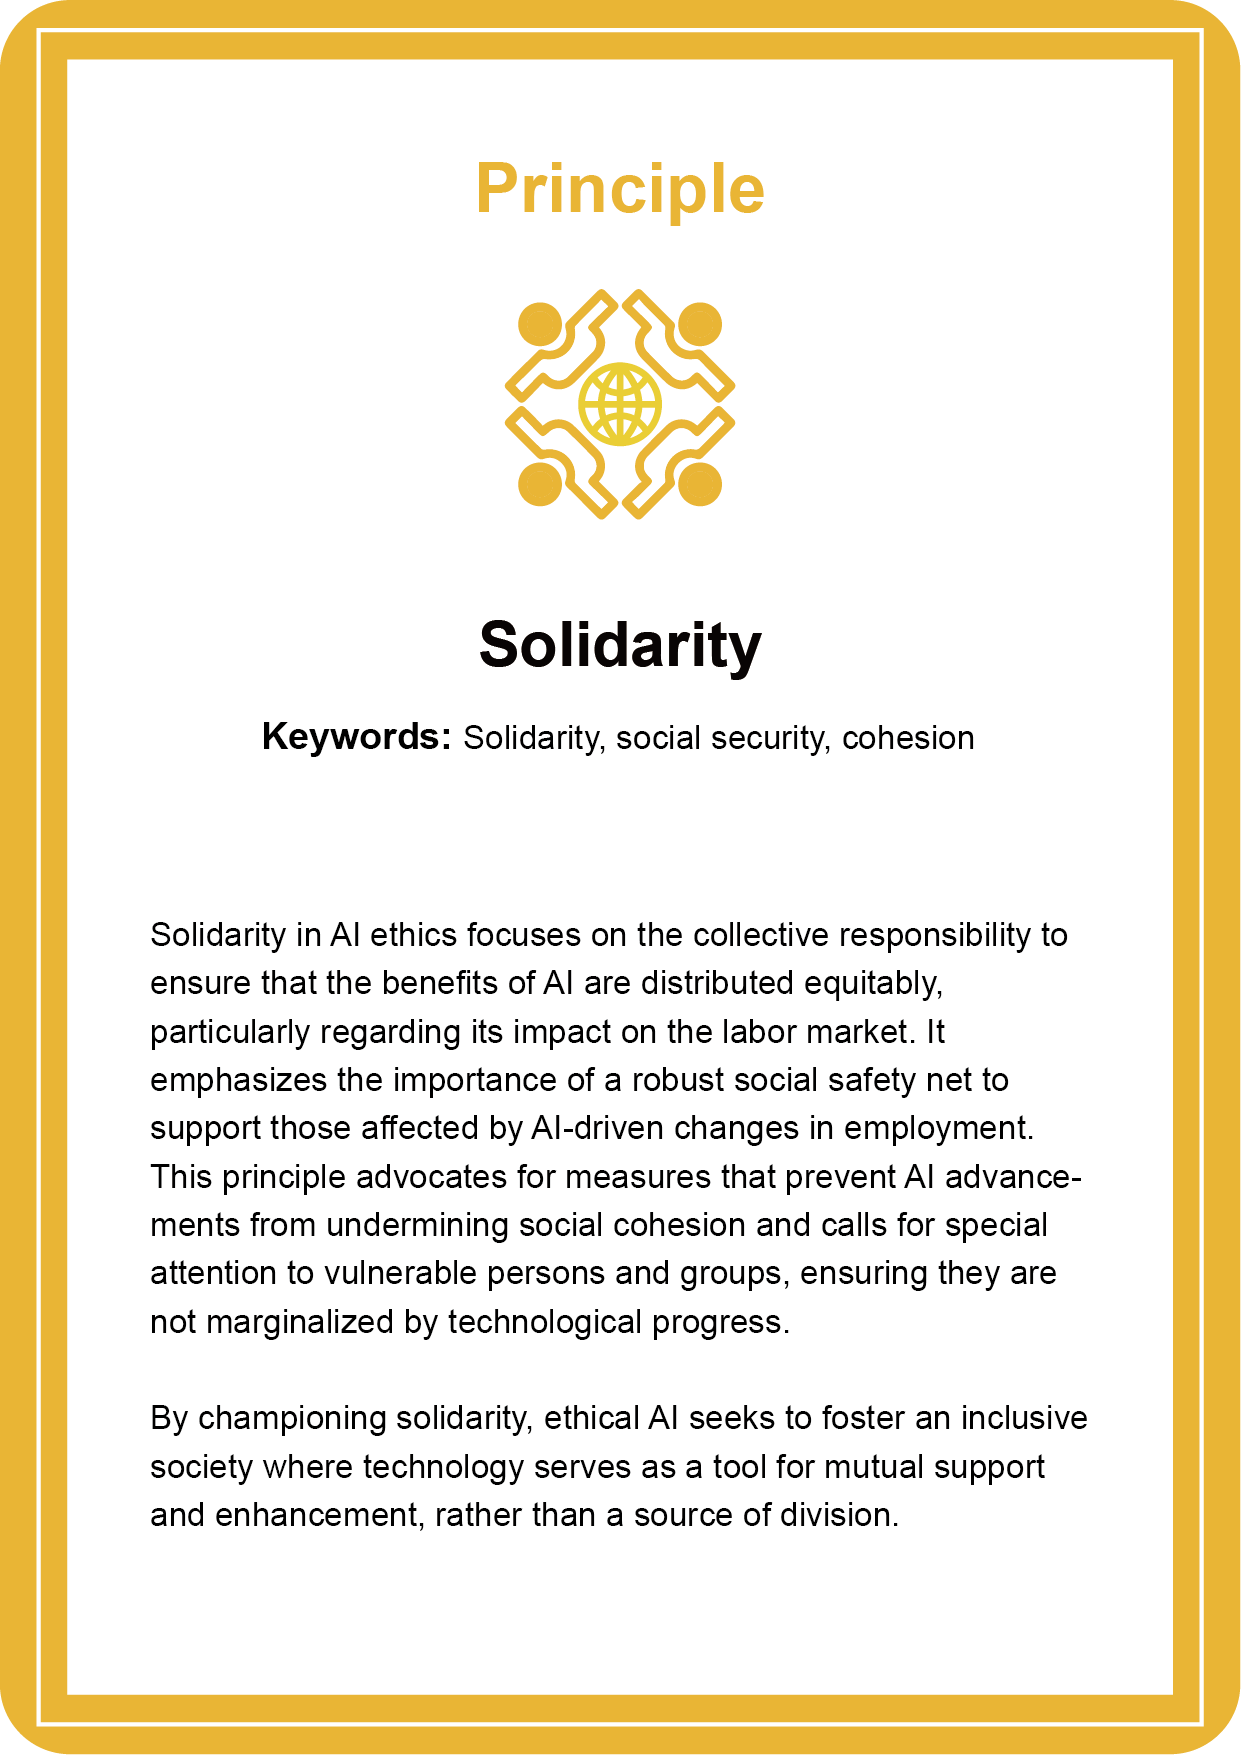 Principle
Solidarity
Keywords: Solidarity, social security, cohesion
Solidarity in AI ethics focuses on the collective responsibility to
ensure that the benefits of AI are distributed equitably,
particularly regarding its impact on the labor market. It
emphasizes the importance of a robust social safety net to
support those affected by AI-driven changes in employment.
This principle advocates for measures that prevent AI advance-
ments from undermining social cohesion and calls for special
attention to vulnerable persons and groups, ensuring they are
not marginalized by technological progress.
By championing solidarity, ethical AI seeks to foster an inclusive
society where technology serves as a tool for mutual support
and enhancement, rather than a source of division.